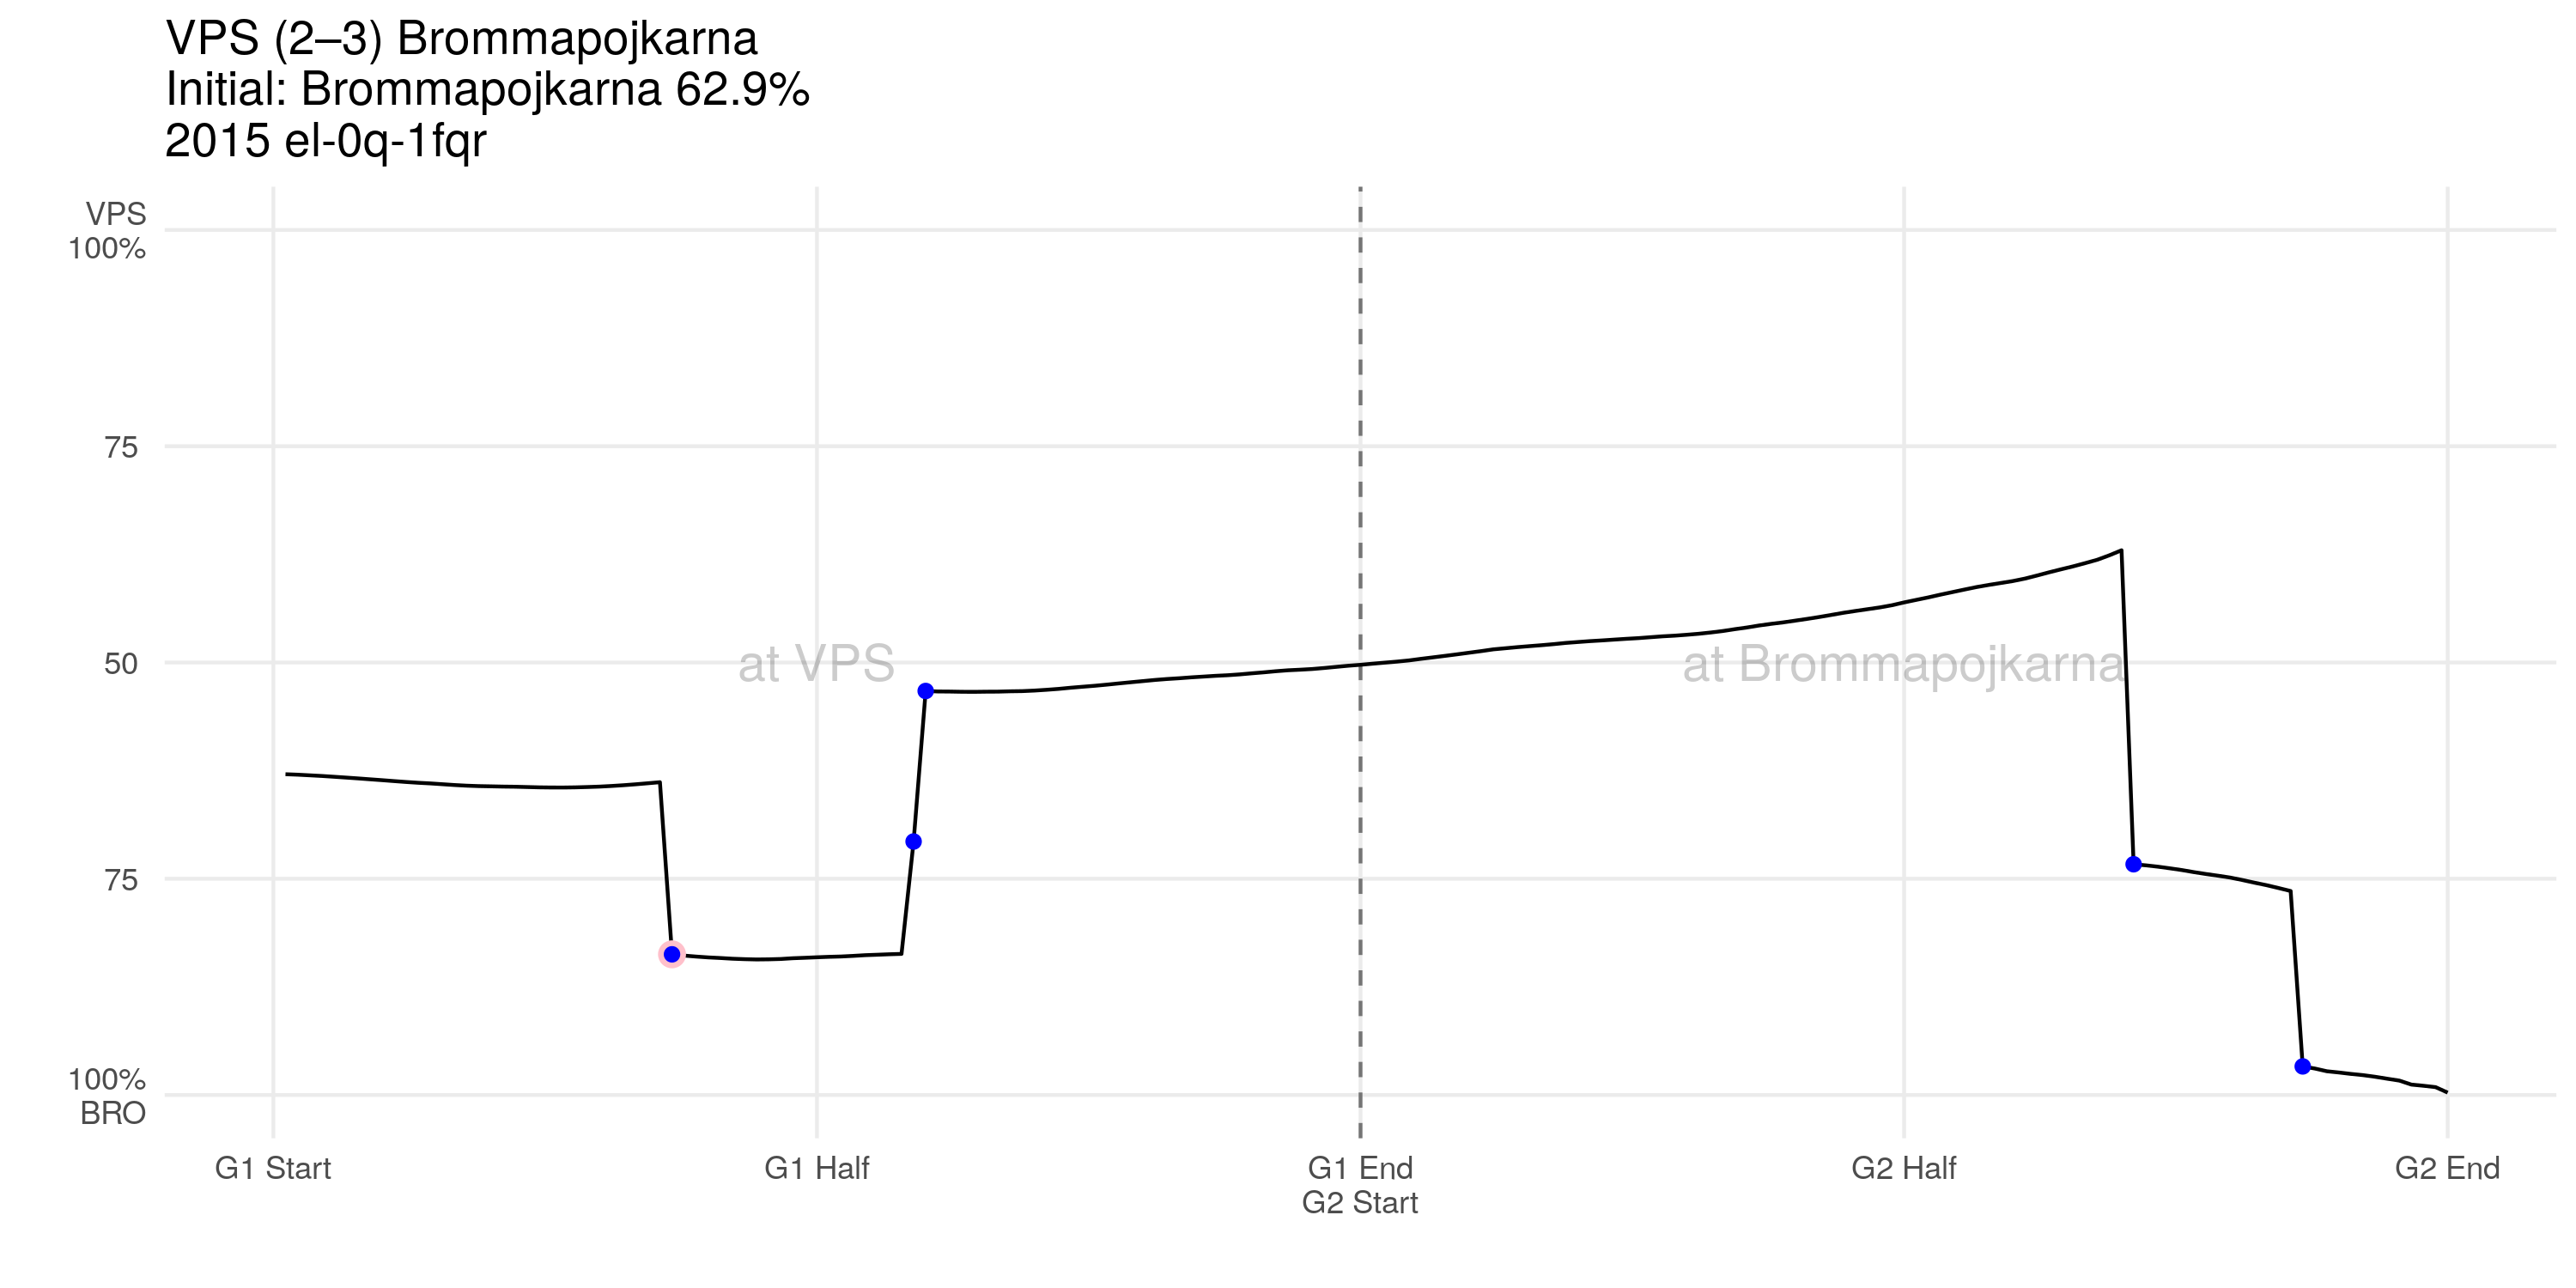 VPS (2–3) Brommapojkarna
Initial: Brommapojkarna 62.9%
2015 el-0q-1fqr
VPS
100%
75
50
75
100%
BRO
at VPS
at Brommapojkarna
G1 Start
G1 Half
G1 End
G2 Start
G2 Half
G2 End